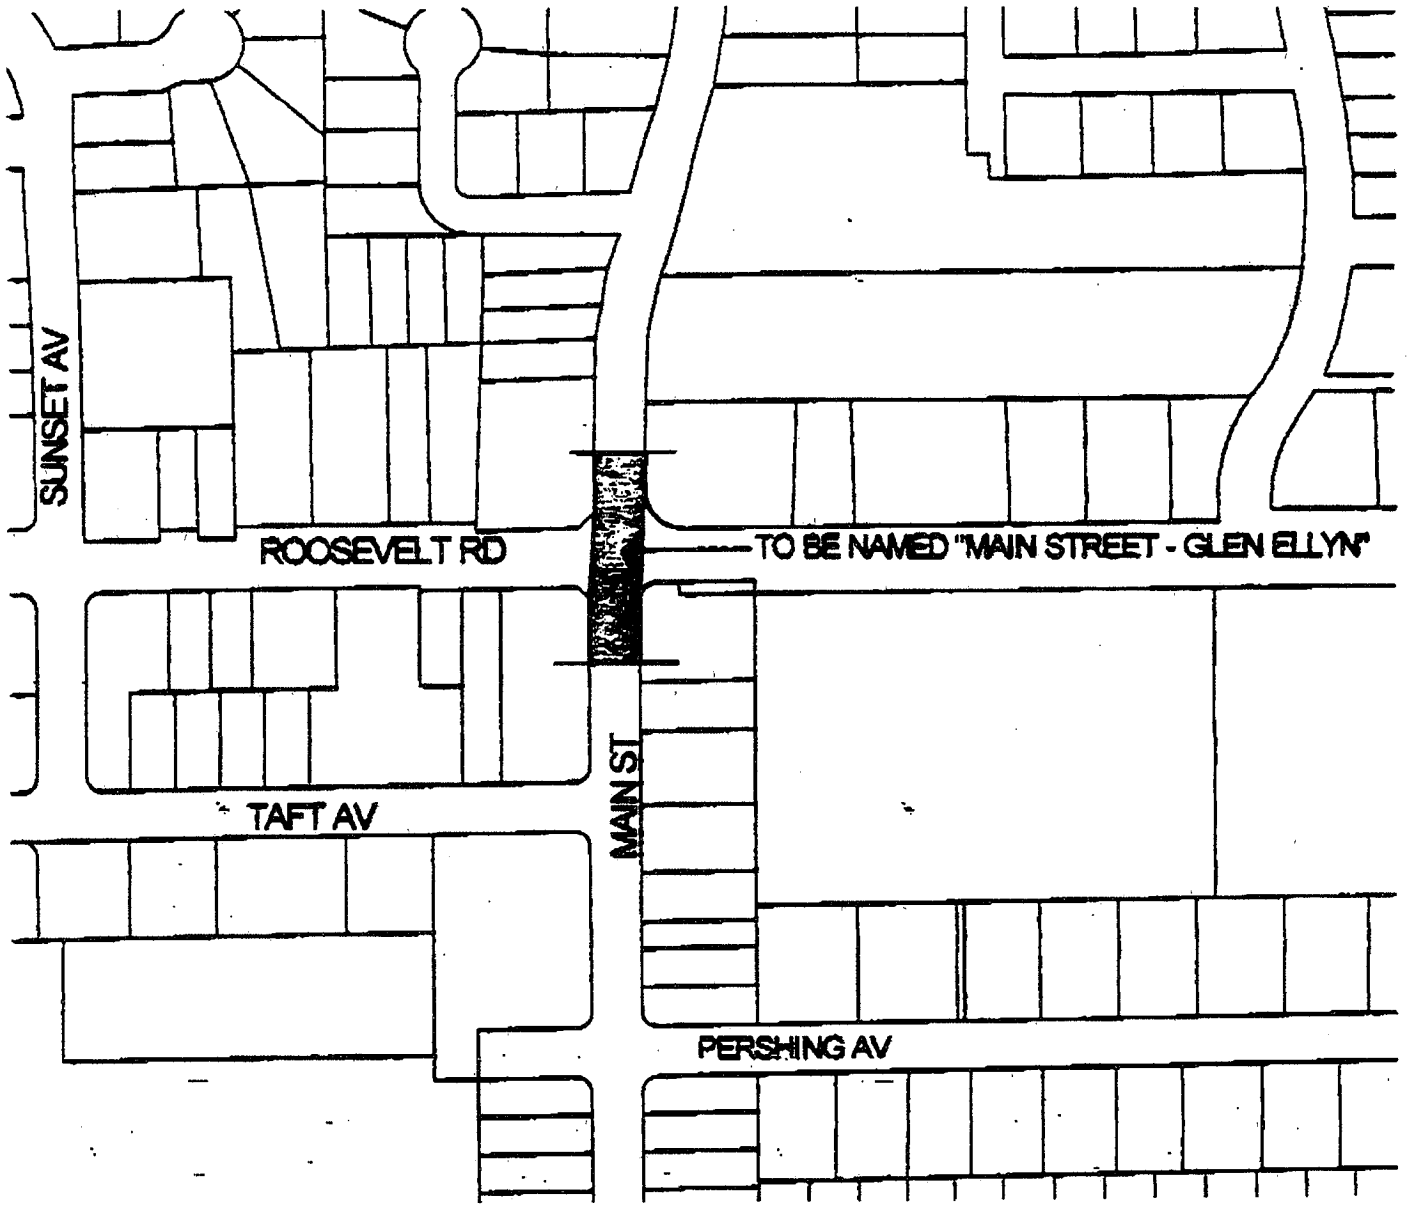 SUNSET AV
ROOSEVELT RD
TO BE NAMED "MAIN STREET - GLEN ELLYN"
MAIN ST
TAFT AV
PERSHING AV